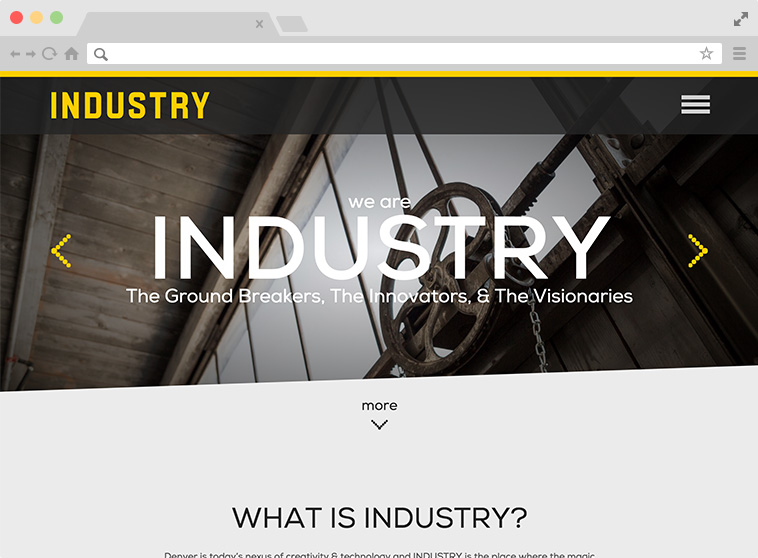 INDUSTRY
we are
INDUSTRY
The Ground Breakers, The Innovators, & The Visionaries
more
WHAT IS INDUSTRY?
Denver is today's nexus of creativity & technology and INDUSTRY is the place where the magic